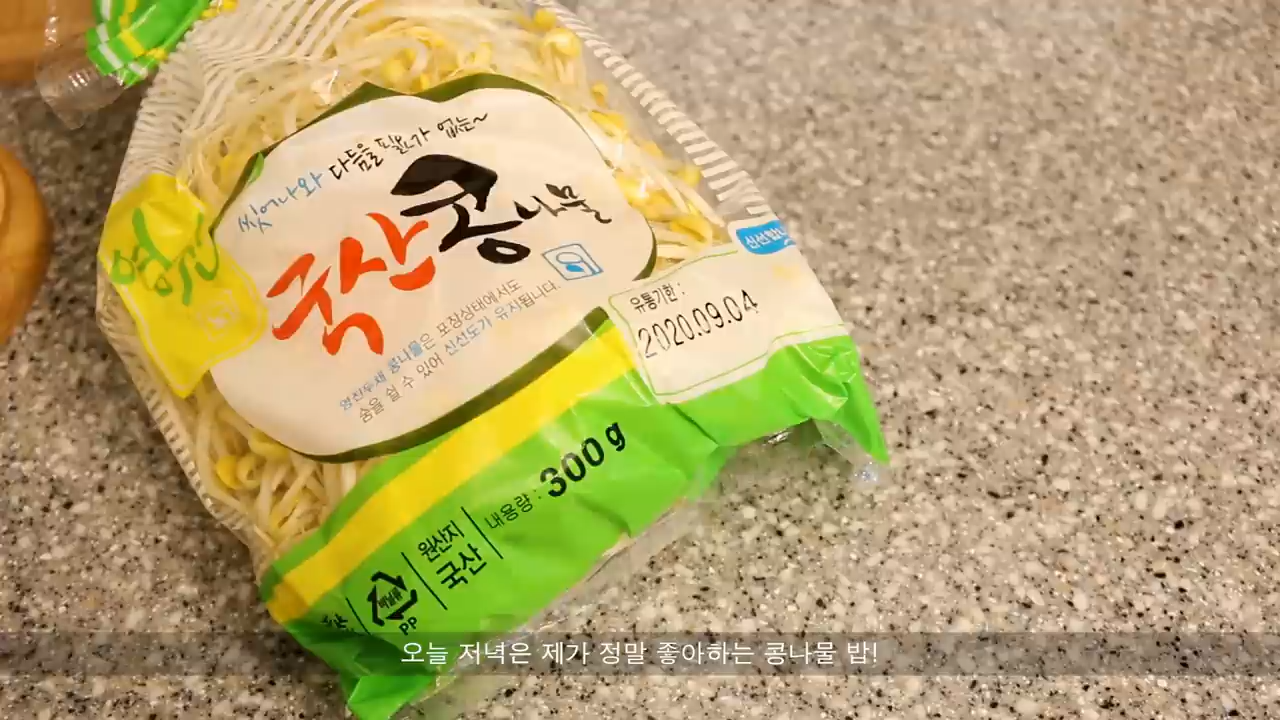 씻어나와 다듬을 필요가 없는~
국산콩나물
영진두채 콩나물은 포장상태에서도
숨을 쉴 수 있어 신선도가 유지됩니다.
유통기한 :
2020.09.04
원산지
국산
내용량 : 300g
PP
오늘 저녁은 제가 정말 좋아하는 콩나물 밥!